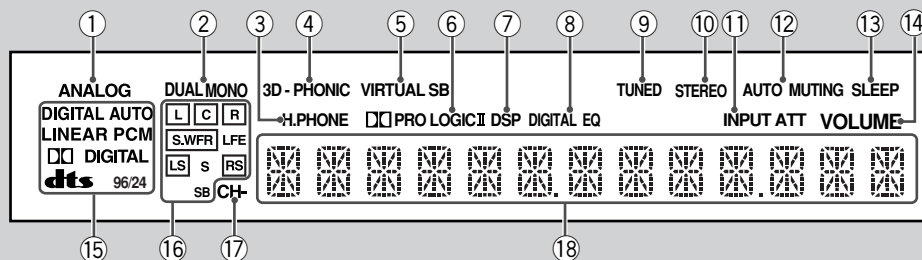 ① ② ③ ④ ⑤ ⑥ ⑦ ⑧ ⑨ ⑩ ⑪ ⑫ ⑬ ⑭
ANALOG DUAL MONO 3D - PHONIC VIRTUAL SB TUNED STEREO AUTO MUTING SLEEP
DIGITAL AUTO L C R H.PHONE PRO LOGIC II DSP DIGITAL EQ INPUT ATT VOLUME
LINEAR PCM S.WFR LFE
DIGITAL LS S RS
dts 96/24 SB CH-
⑮ ⑯ ⑰ ⑱